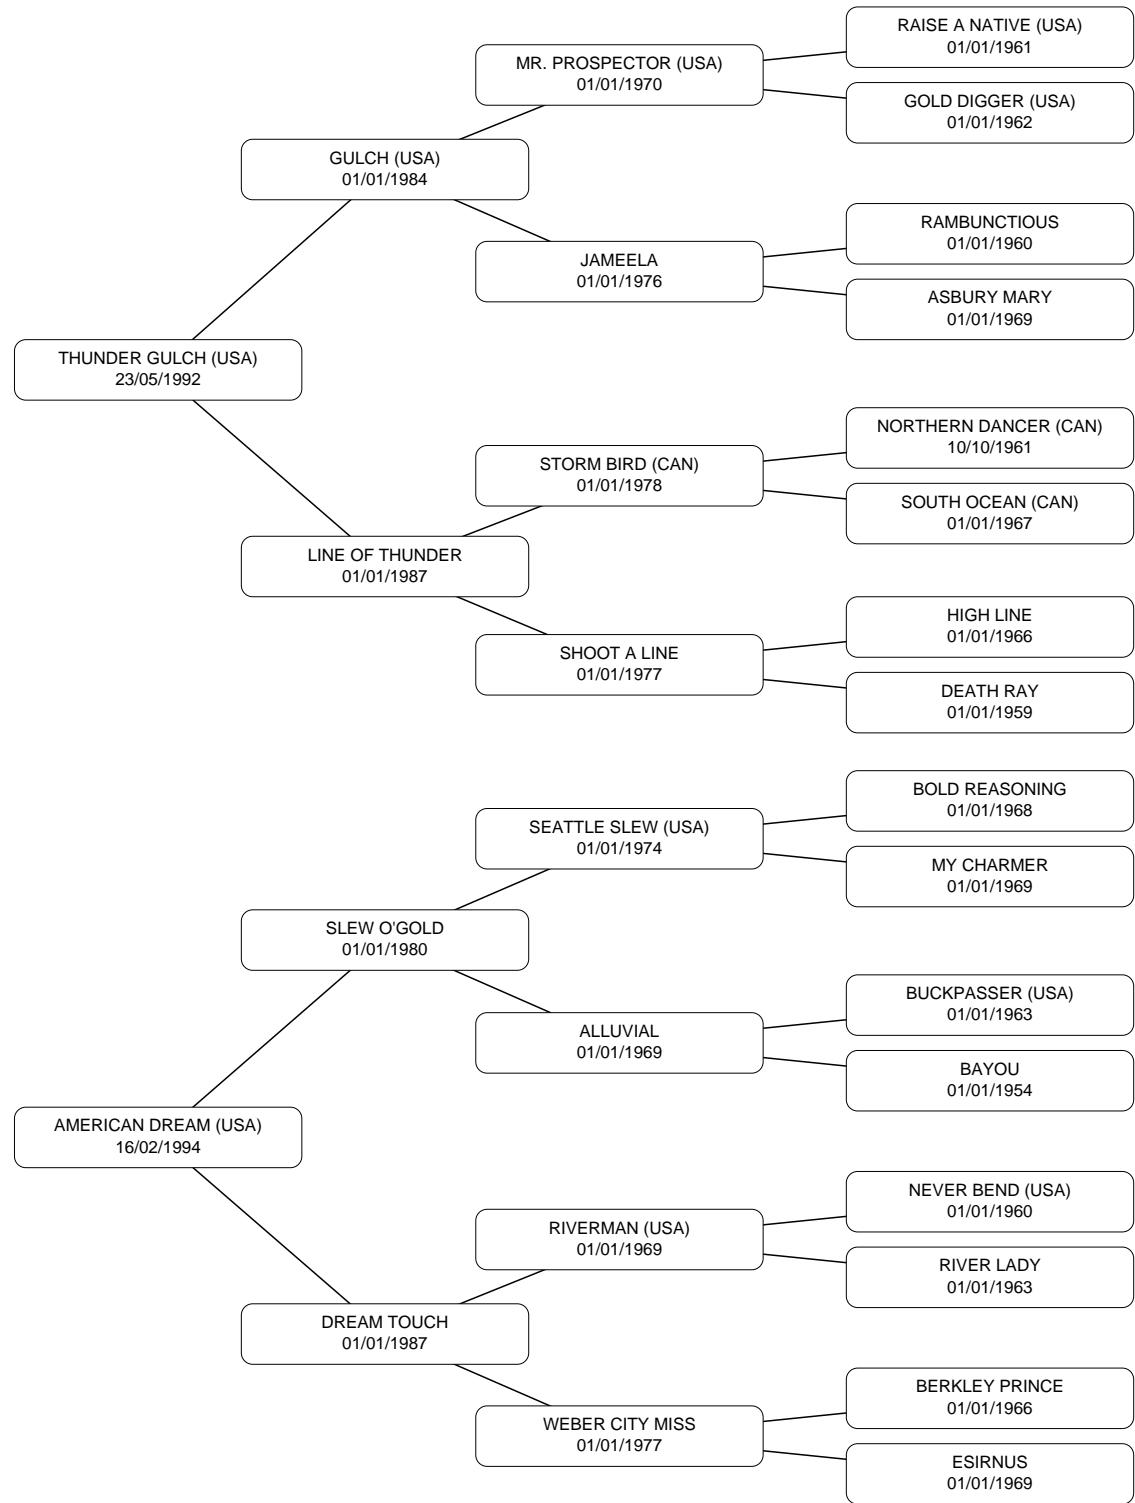 RAISE A NATIVE (USA)
01/01/1961
MR. PROSPECTOR (USA)
01/01/1970
GOLD DIGGER (USA)
01/01/1962
GULCH (USA)
01/01/1984
RAMBUNCTIOUS
01/01/1960
JAMEELA
01/01/1976
ASBURY MARY
01/01/1969
THUNDER GULCH (USA)
23/05/1992
NORTHERN DANCER (CAN)
10/10/1961
STORM BIRD (CAN)
01/01/1978
SOUTH OCEAN (CAN)
01/01/1967
LINE OF THUNDER
01/01/1987
HIGH LINE
01/01/1966
SHOOT A LINE
01/01/1977
DEATH RAY
01/01/1959
BOLD REASONING
01/01/1968
SEATTLE SLEW (USA)
01/01/1974
MY CHARMER
01/01/1969
SLEW O'GOLD
01/01/1980
BUCKPASSER (USA)
01/01/1963
ALLUVIAL
01/01/1969
BAYOU
01/01/1954
AMERICAN DREAM (USA)
16/02/1994
NEVER BEND (USA)
01/01/1960
RIVERMAN (USA)
01/01/1969
RIVER LADY
01/01/1963
DREAM TOUCH
01/01/1987
BERKLEY PRINCE
01/01/1966
WEBER CITY MISS
01/01/1977
ESIRNUS
01/01/1969